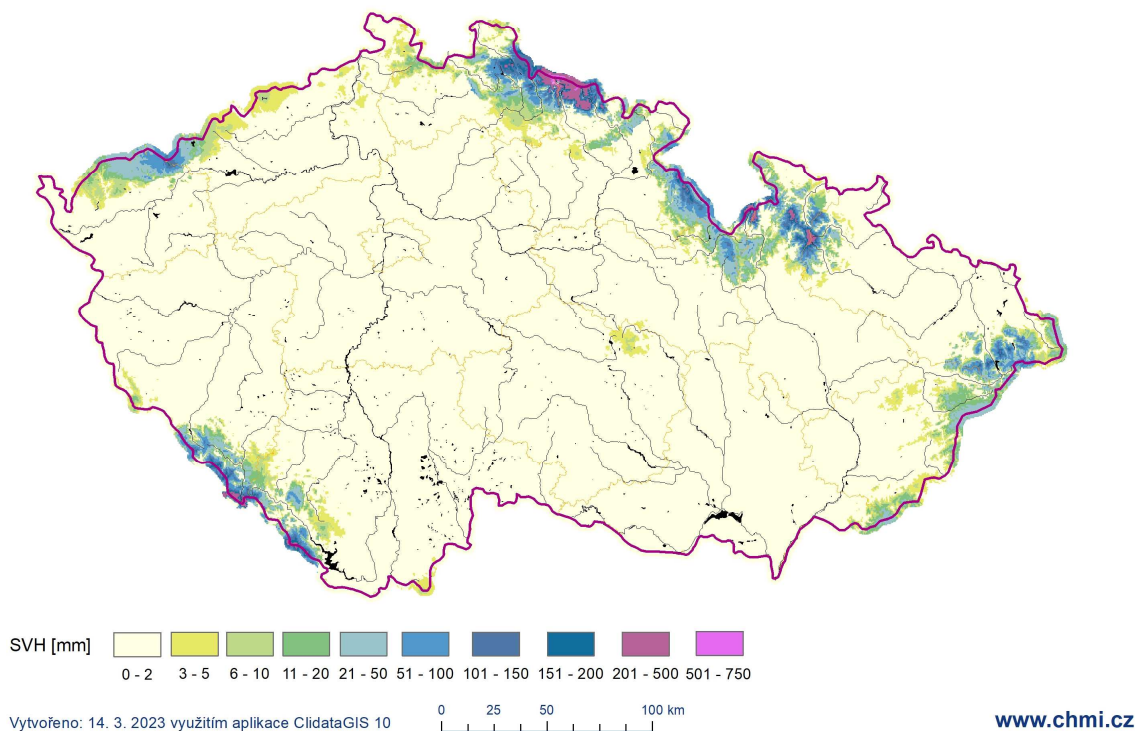 SVH [mm]
0 - 2 3 - 5 6 - 10 11 - 20 21 - 50 51 - 100 101 - 150 151 - 200 201 - 500 501 - 750
0 25 50 100 km
Vytvořeno: 14. 3. 2023 využitím aplikace ClidataGIS 10
www.chmi.cz